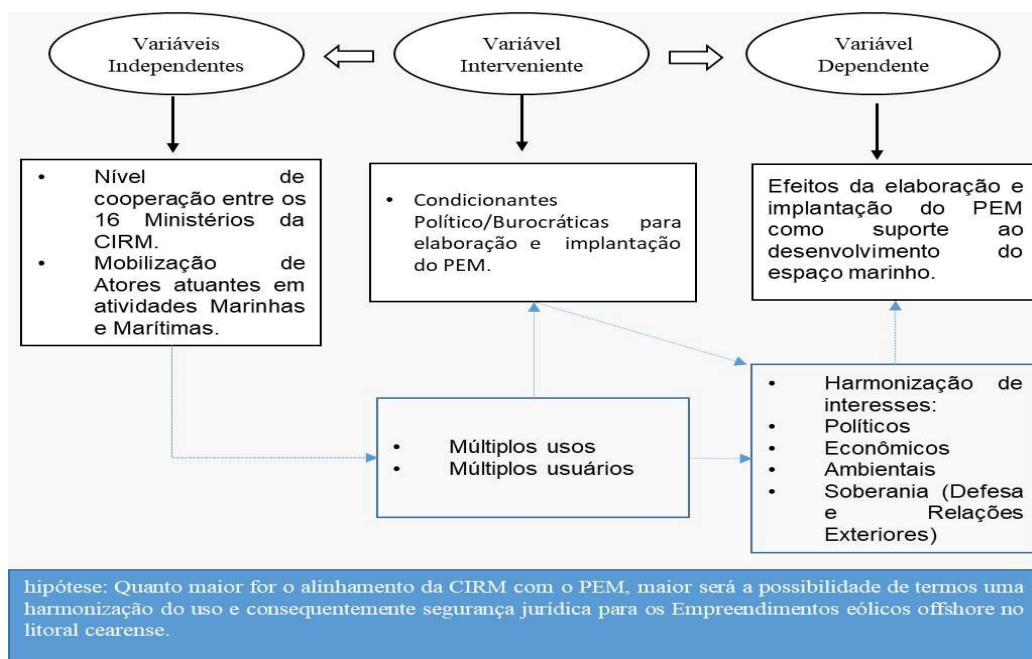 Variáveis
Independentes
Variável
Interveniente
Variável
Dependente
• Nível de
cooperação entre os
16 Ministérios da
CIRM.
• Mobilização de
Atores atuantes em
atividades Marinhas
e Marítimas.
• Condicionantes
Político/Burocráticas para
elaboração e implantação
do PEM.
Efeitos da elaboração e
implantação do PEM
como suporte ao
desenvolvimento do
espaço marinho.
• Múltiplos usos
• Múltiplos usuários
• Harmonização de
interesses:
• Políticos
• Econômicos
• Ambientais
• Soberania (Defesa
e Relações
Exteriores)
hipótese: Quanto maior for o alinhamento da CIRM com o PEM, maior será a possibilidade de termos uma
harmonização do uso e consequentemente segurança jurídica para os Empreendimentos eólicos offshore no
litoral cearense.